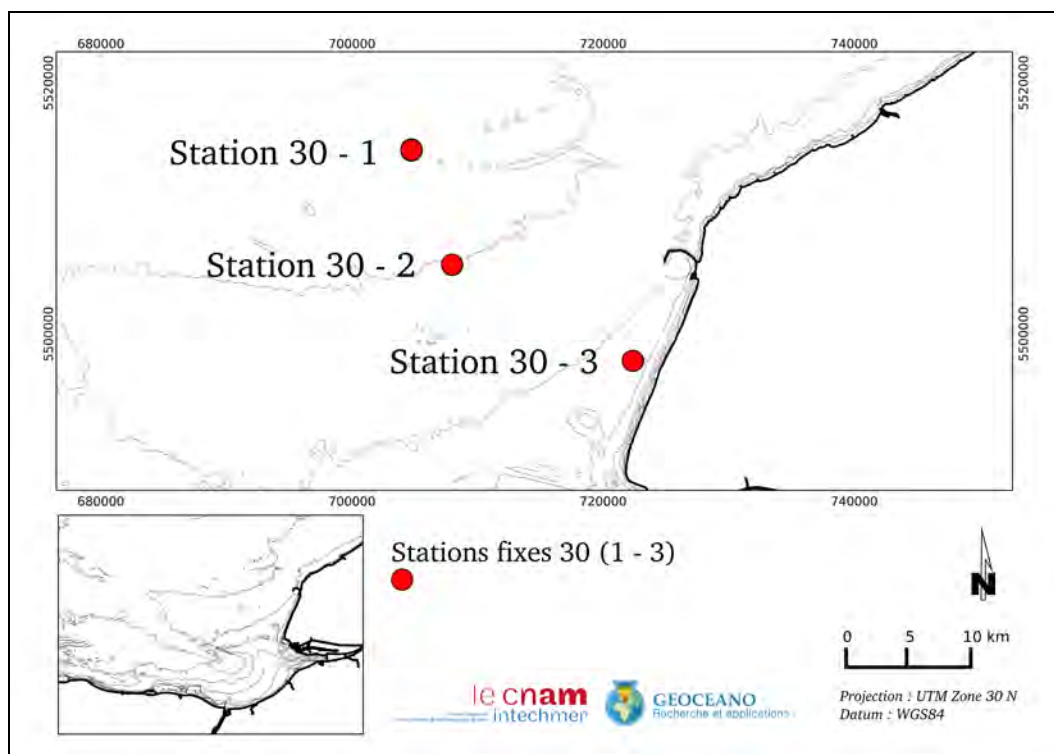 680000 700000 720000 740000
5520000 5520000
Station 30 - 1
Station 30 - 2
5500000 5500000
Station 30 - 3
680000 700000 720000 740000
Stations fixes 30 (1 - 3)
N
0 5 10 km
le cnam
intechmer
GEOCEANO
Recherche et applications
Projection : UTM Zone 30 N
Datum : WGS84